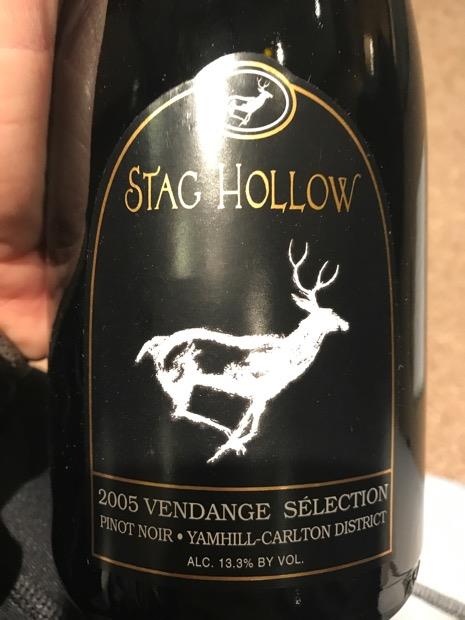 STAG HOLLOW
2005 VENDANGE SÉLECTION
PINOT NOIR • YAMHILL-CARLTON DISTRICT
ALC. 13.3% BY VOL.